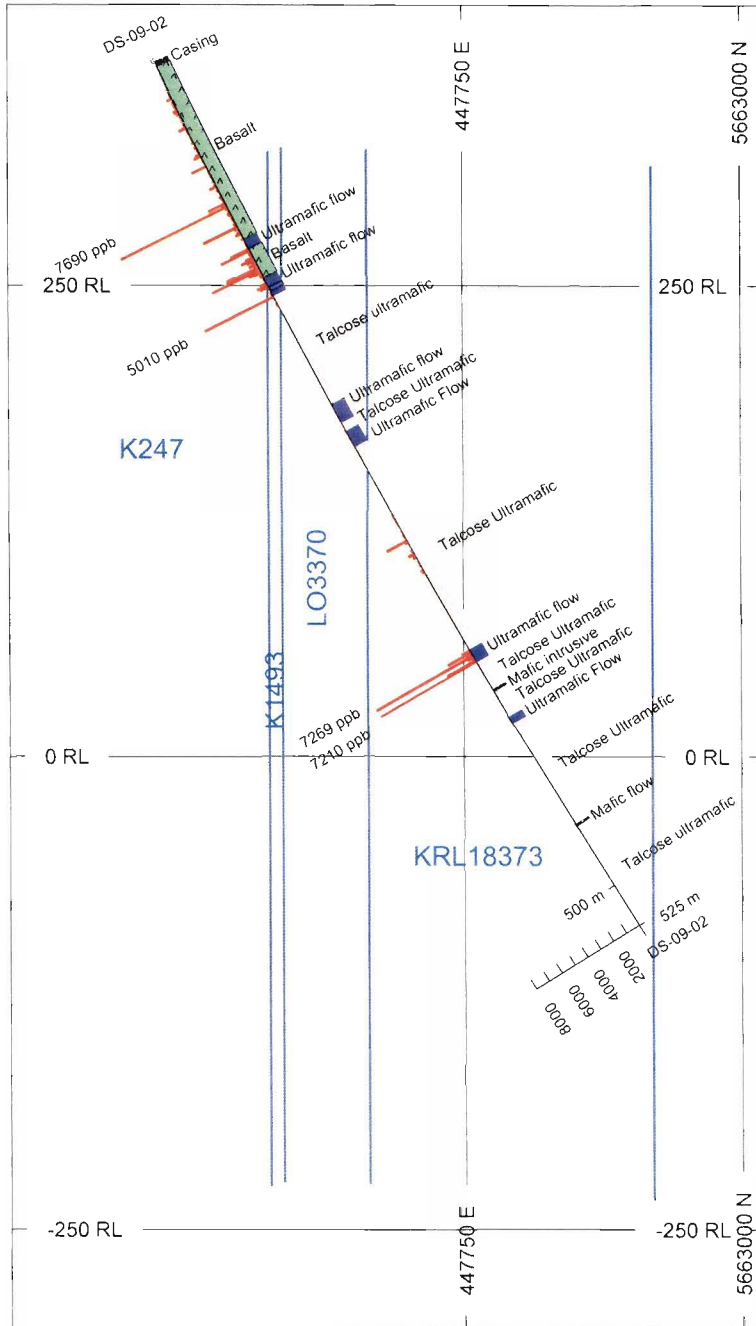 DS-09-02
Casing
447750 E
5663000 N
Basalt
Ultramafic flow
7690 ppb
Basalt
Ultramafic flow
250 RL
250 RL
Talcose ultramafic
5010 ppb
Ultramafic flow
Talcose Ultramafic
Ultramafic Flow
K247
LO3370
Talcose Ultramafic
Ultramafic flow
Talcose Ultramafic
Mafic intrusive
Talcose Ultramafic
Ultramafic Flow
K1493
7269 ppb
7210 ppb
Talcose Ultramafic
0 RL
0 RL
Mafic flow
KRL18373
Talcose ultramafic
500 m
525 m
DS-09-02
8000
6000
4000
2000
-250 RL
-250 RL
447750 E
5663000 N